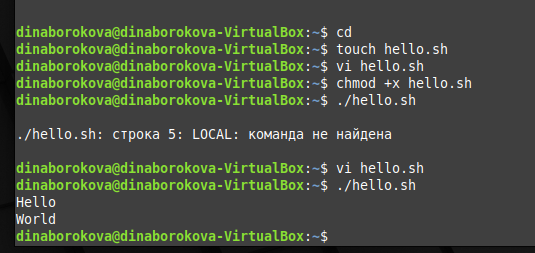 dinaborokova@dinaborokova-VirtualBox:~$ cd
dinaborokova@dinaborokova-VirtualBox:~$ touch hello.sh
dinaborokova@dinaborokova-VirtualBox:~$ vi hello.sh
dinaborokova@dinaborokova-VirtualBox:~$ chmod +x hello.sh
dinaborokova@dinaborokova-VirtualBox:~$ ./hello.sh
./hello.sh: строка 5: LOCAL: команда не найдена
dinaborokova@dinaborokova-VirtualBox:~$ vi hello.sh
dinaborokova@dinaborokova-VirtualBox:~$ ./hello.sh
Hello
World
dinaborokova@dinaborokova-VirtualBox:~$